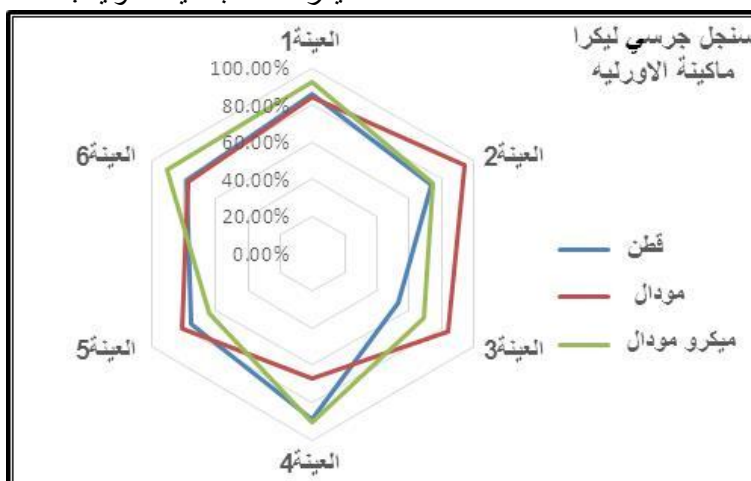 سنجل جرسي ليكرا
ماكينة الاورليه
العينة1
100.00%
80.00%
60.00%
40.00%
20.00%
0.00%
العينة2
العينة3
العينة4
العينة5
العينة6
قطن
مودال
ميكرو مودال